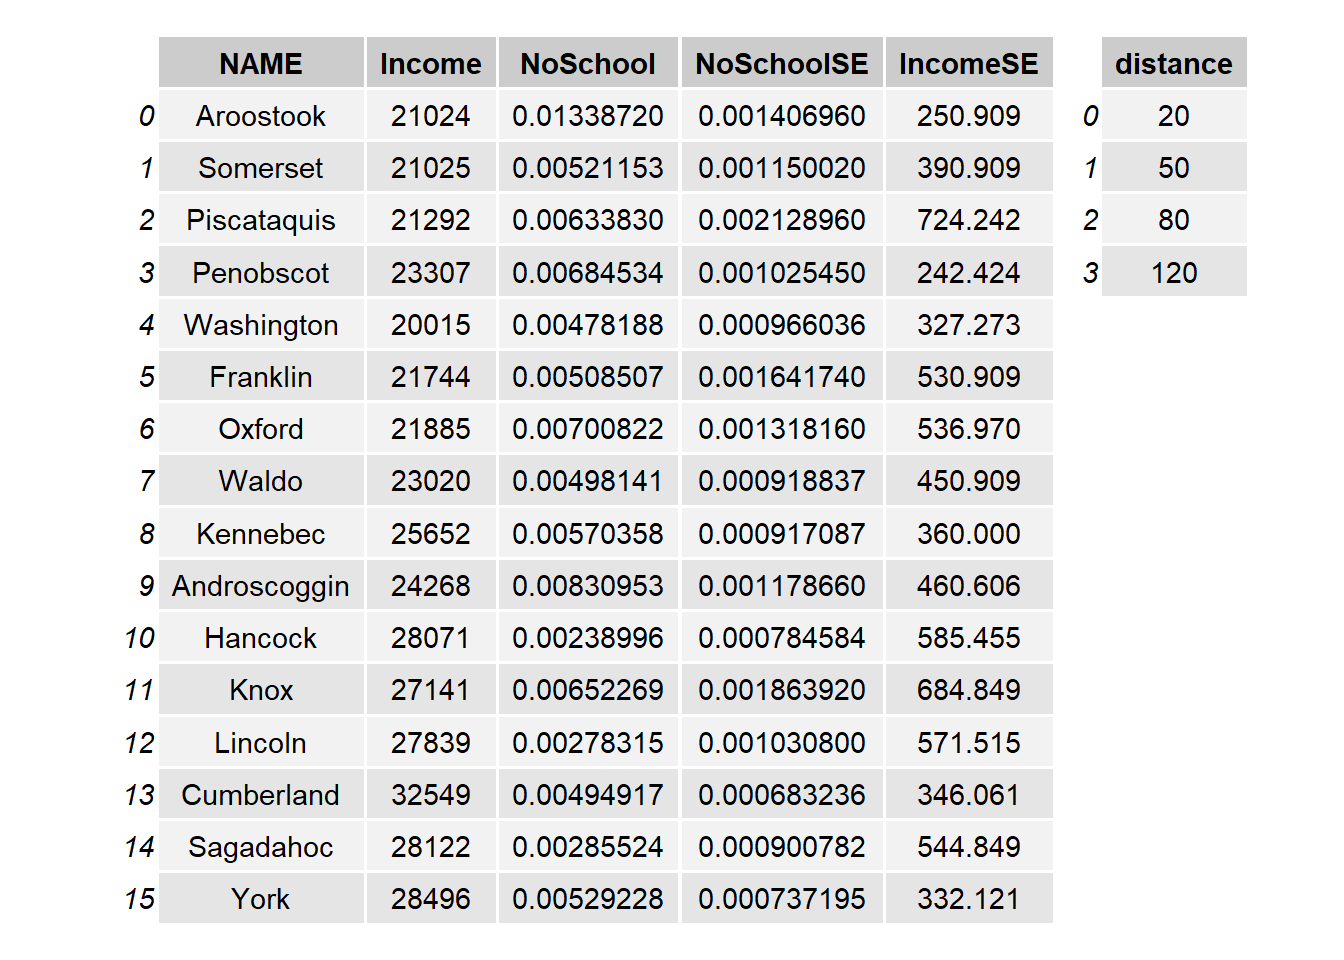 NAME Income NoSchool NoSchoolSE IncomeSE distance
0 Aroostook 21024 0.01338720 0.001406960 250.909 0 20
1 Somerset 21025 0.00521153 0.001150020 390.909 1 50
2 Piscataquis 21292 0.00633830 0.002128960 724.242 2 80
3 Penobscot 23307 0.00684534 0.001025450 242.424 3 120
4 Washington 20015 0.00478188 0.000966036 327.273
5 Franklin 21744 0.00508507 0.001641740 530.909
6 Oxford 21885 0.00700822 0.001318160 536.970
7 Waldo 23020 0.00498141 0.000918837 450.909
8 Kennebec 25652 0.00570358 0.000917087 360.000
9 Androscoggin 24268 0.00830953 0.001178660 460.606
10 Hancock 28071 0.00238996 0.000784584 585.455
11 Knox 27141 0.00652269 0.001863920 684.849
12 Lincoln 27839 0.00278315 0.001030800 571.515
13 Cumberland 32549 0.00494917 0.000683236 346.061
14 Sagadahoc 28122 0.00285524 0.000900782 544.849
15 York 28496 0.00529228 0.000737195 332.121